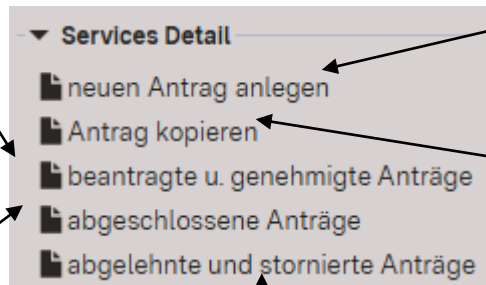 Services Detail
neuen Antrag anlegen
Antrag kopieren
beantragte u. genehmigte Anträge
abgeschlossene Anträge
abgelehnte und stornierte Anträge